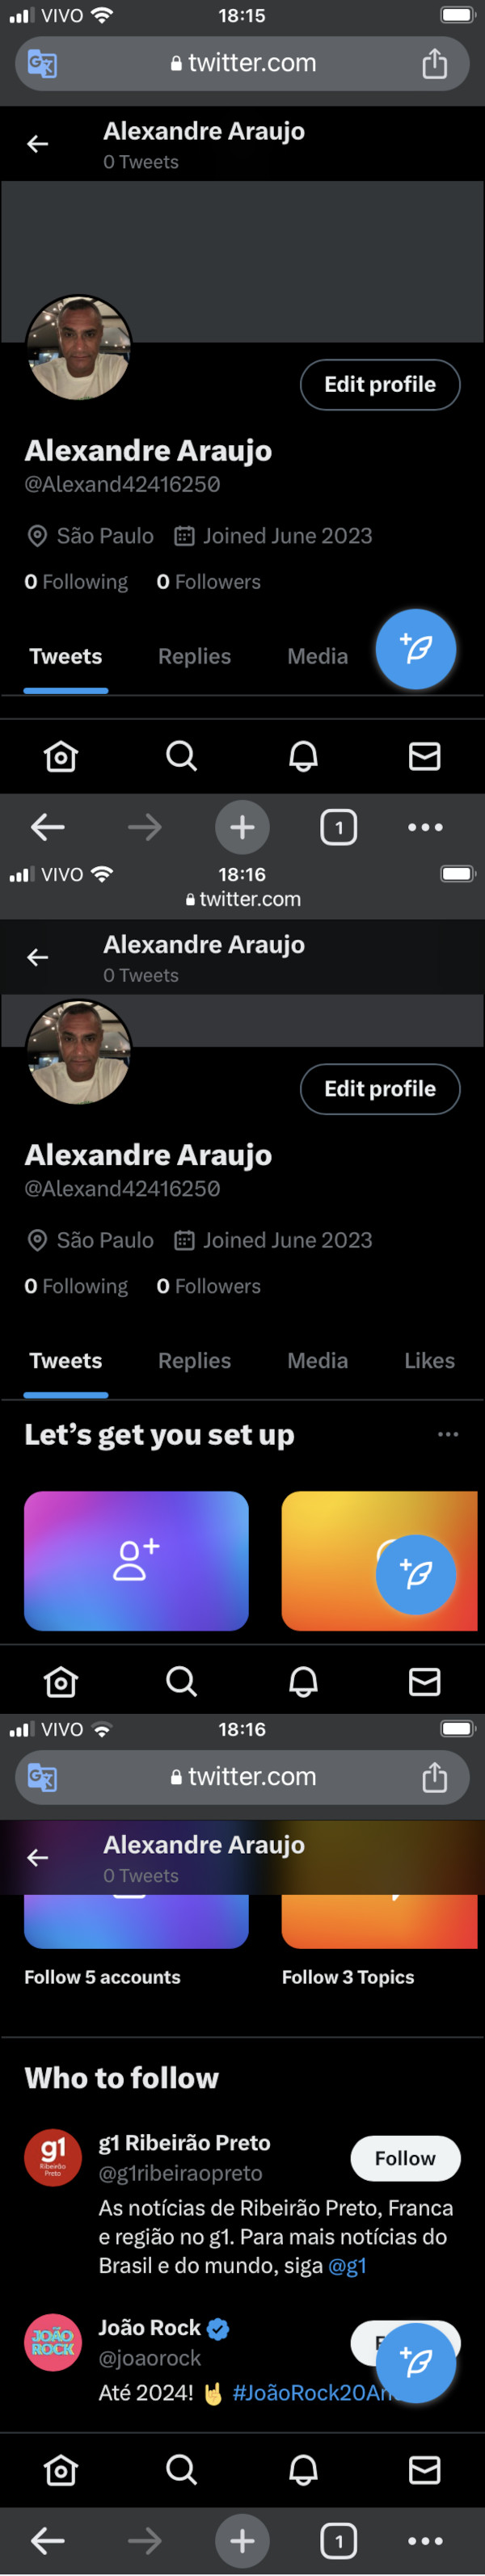 VIVO 18:15
twitter.com
Alexandre Araujo
0 Tweets
Edit profile
Alexandre Araujo
@Alexand42416250
São Paulo Joined June 2023
0 Following 0 Followers
Tweets Replies Media
1
VIVO 18:16
twitter.com
Alexandre Araujo
0 Tweets
Edit profile
Alexandre Araujo
@Alexand42416250
São Paulo Joined June 2023
0 Following 0 Followers
Tweets Replies Media Likes
Let’s get you set up
VIVO 18:16
twitter.com
Alexandre Araujo
0 Tweets
Follow 5 accounts Follow 3 Topics
Who to follow
g1
Ribeirão
Preto
g1 Ribeirão Preto
@g1ribeiraopreto
Follow
As notícias de Ribeirão Preto, Franca
e região no g1. Para mais notícias do
Brasil e do mundo, siga @g1
JOÃO
ROCK
João Rock
@joaorock
Até 2024! 🤘 #JoãoRock20An
1